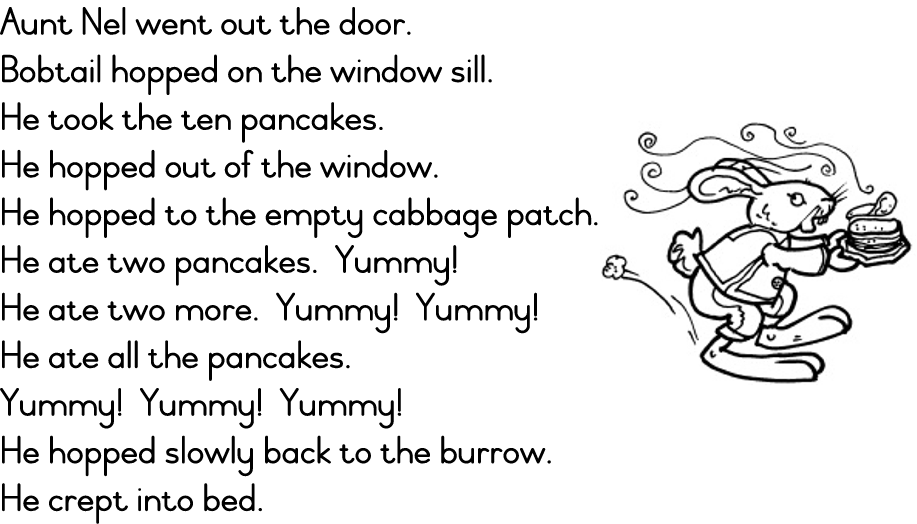 Aunt Nel went out the door.
Bobtail hopped on the window sill.
He took the ten pancakes.
He hopped out of the window.
He hopped to the empty cabbage patch.
He ate two pancakes.  Yummy!
He ate two more.  Yummy!  Yummy!
He ate all the pancakes.
Yummy!  Yummy!  Yummy!
He hopped slowly back to the burrow.
He crept into bed.